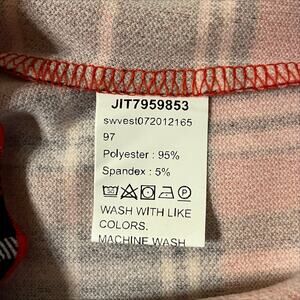 JIT7959853
swvest072012165
97
Polyester : 95%
Spandex : 5%
WASH WITH LIKE
COLORS.
MACHINE WASH